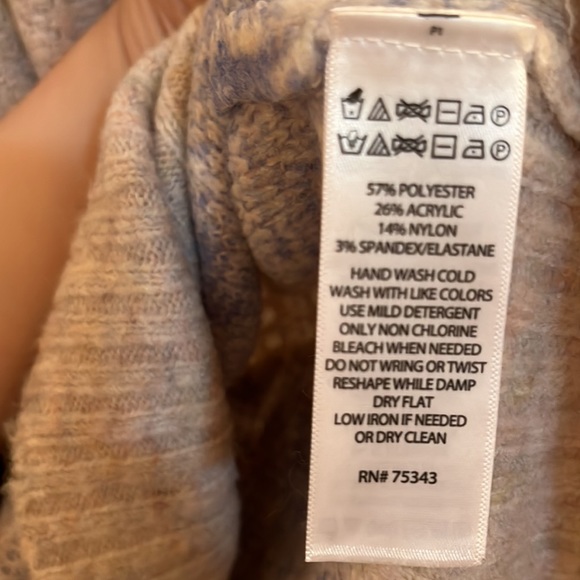 57% POLYESTER
26% ACRYLIC
14% NYLON
3% SPANDEX/ELASTANE
HAND WASH COLD
WASH WITH LIKE COLORS
USE MILD DETERGENT
ONLY NON CHLORINE
BLEACH WHEN NEEDED
DO NOT WRING OR TWIST
RESHAPE WHILE DAMP
DRY FLAT
LOW IRON IF NEEDED
OR DRY CLEAN
RN# 75343